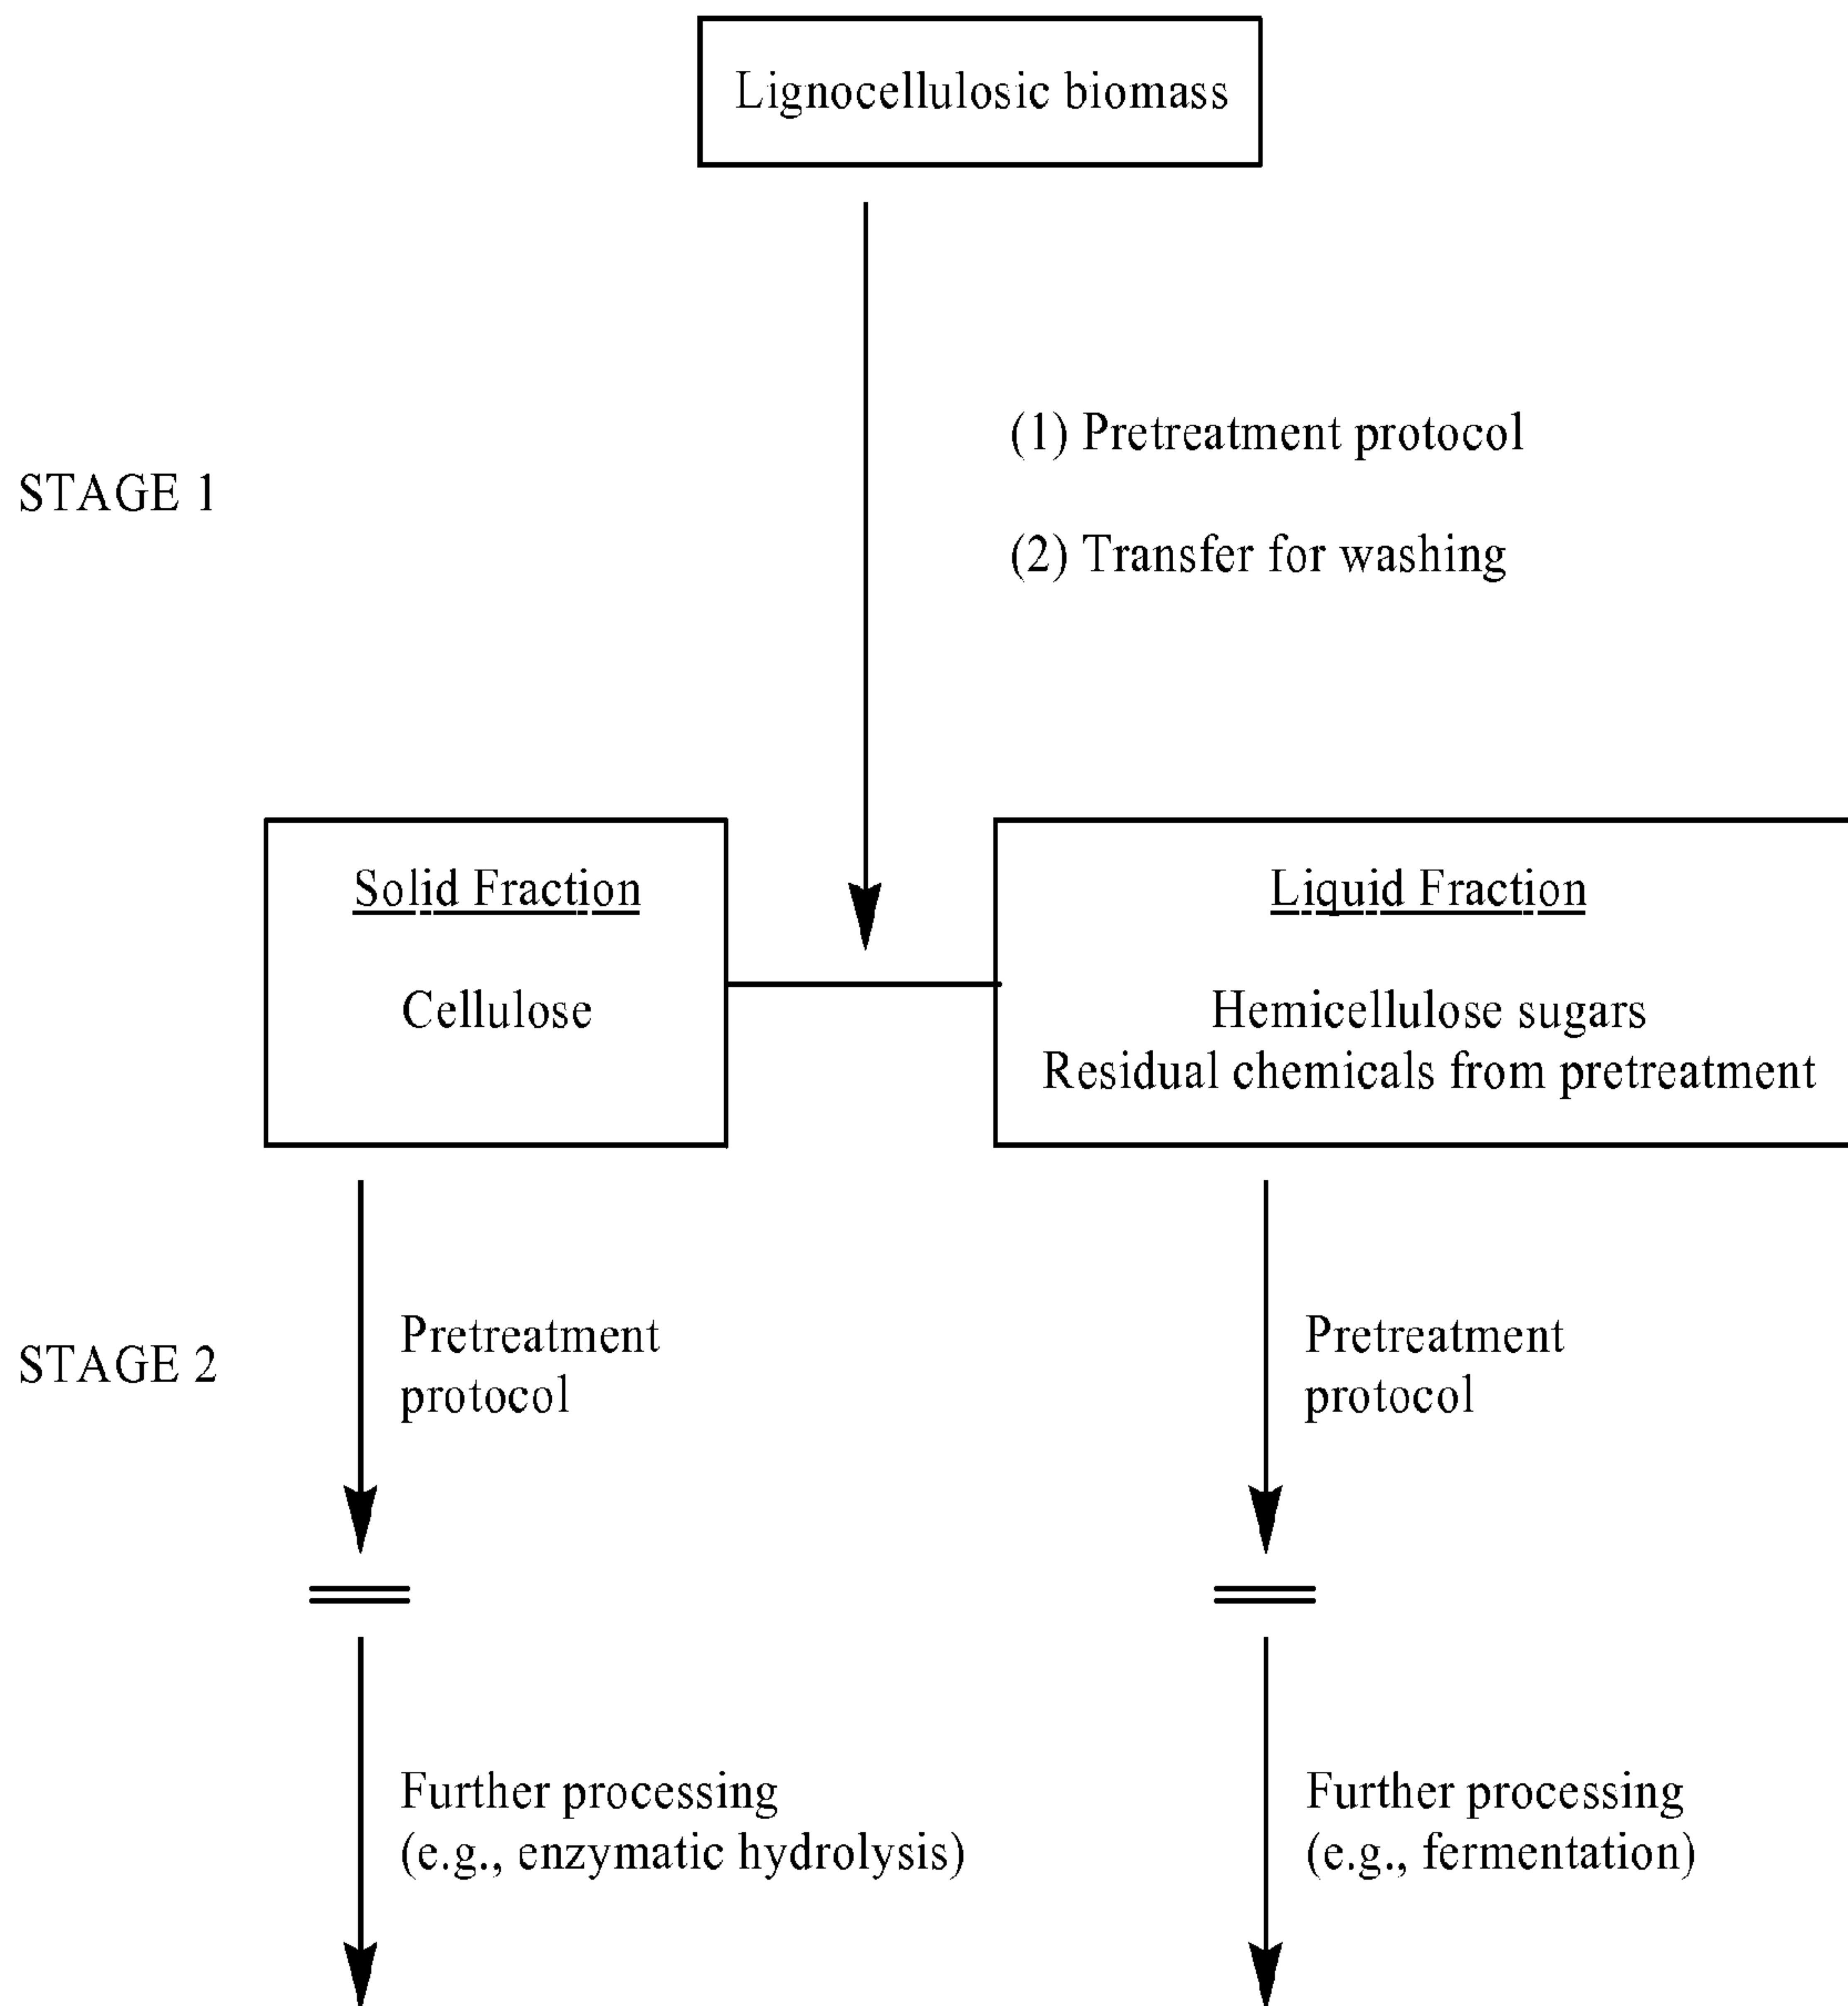 Lignocellulosic biomass
STAGE 1
(1) Pretreatment protocol
(2) Transfer for washing
Solid Fraction
Cellulose
Liquid Fraction
Hemicellulose sugars
Residual chemicals from pretreatment
STAGE 2
Pretreatment
protocol
Pretreatment
protocol
Further processing
(e.g., enzymatic hydrolysis)
Further processing
(e.g., fermentation)